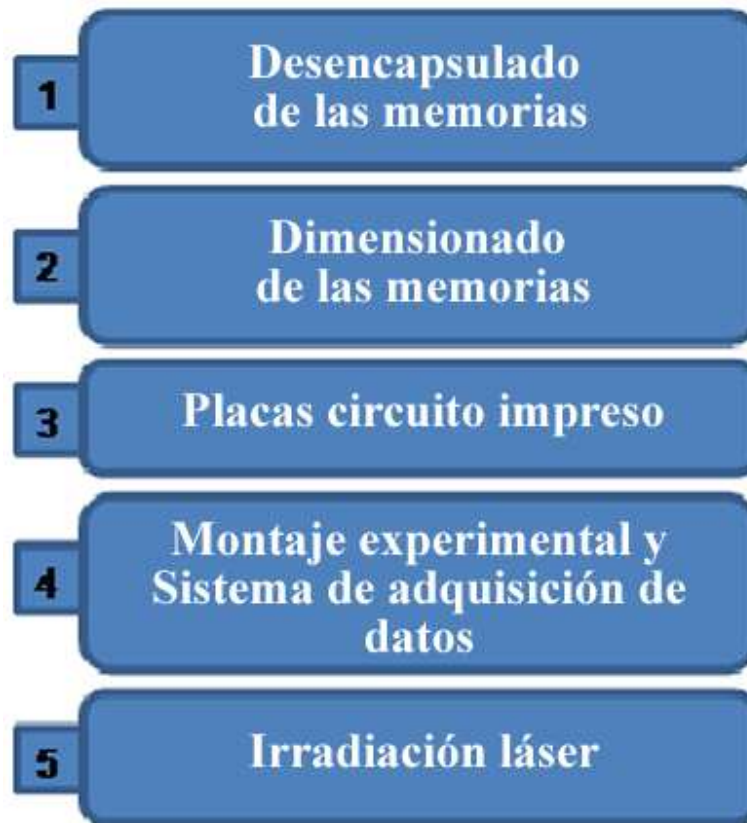 1
Desencapsulado
de las memorias
2
Dimensionado
de las memorias
3
Placas circuito impreso
4
Montaje experimental y
Sistema de adquisición de
datos
5
Irradiación láser